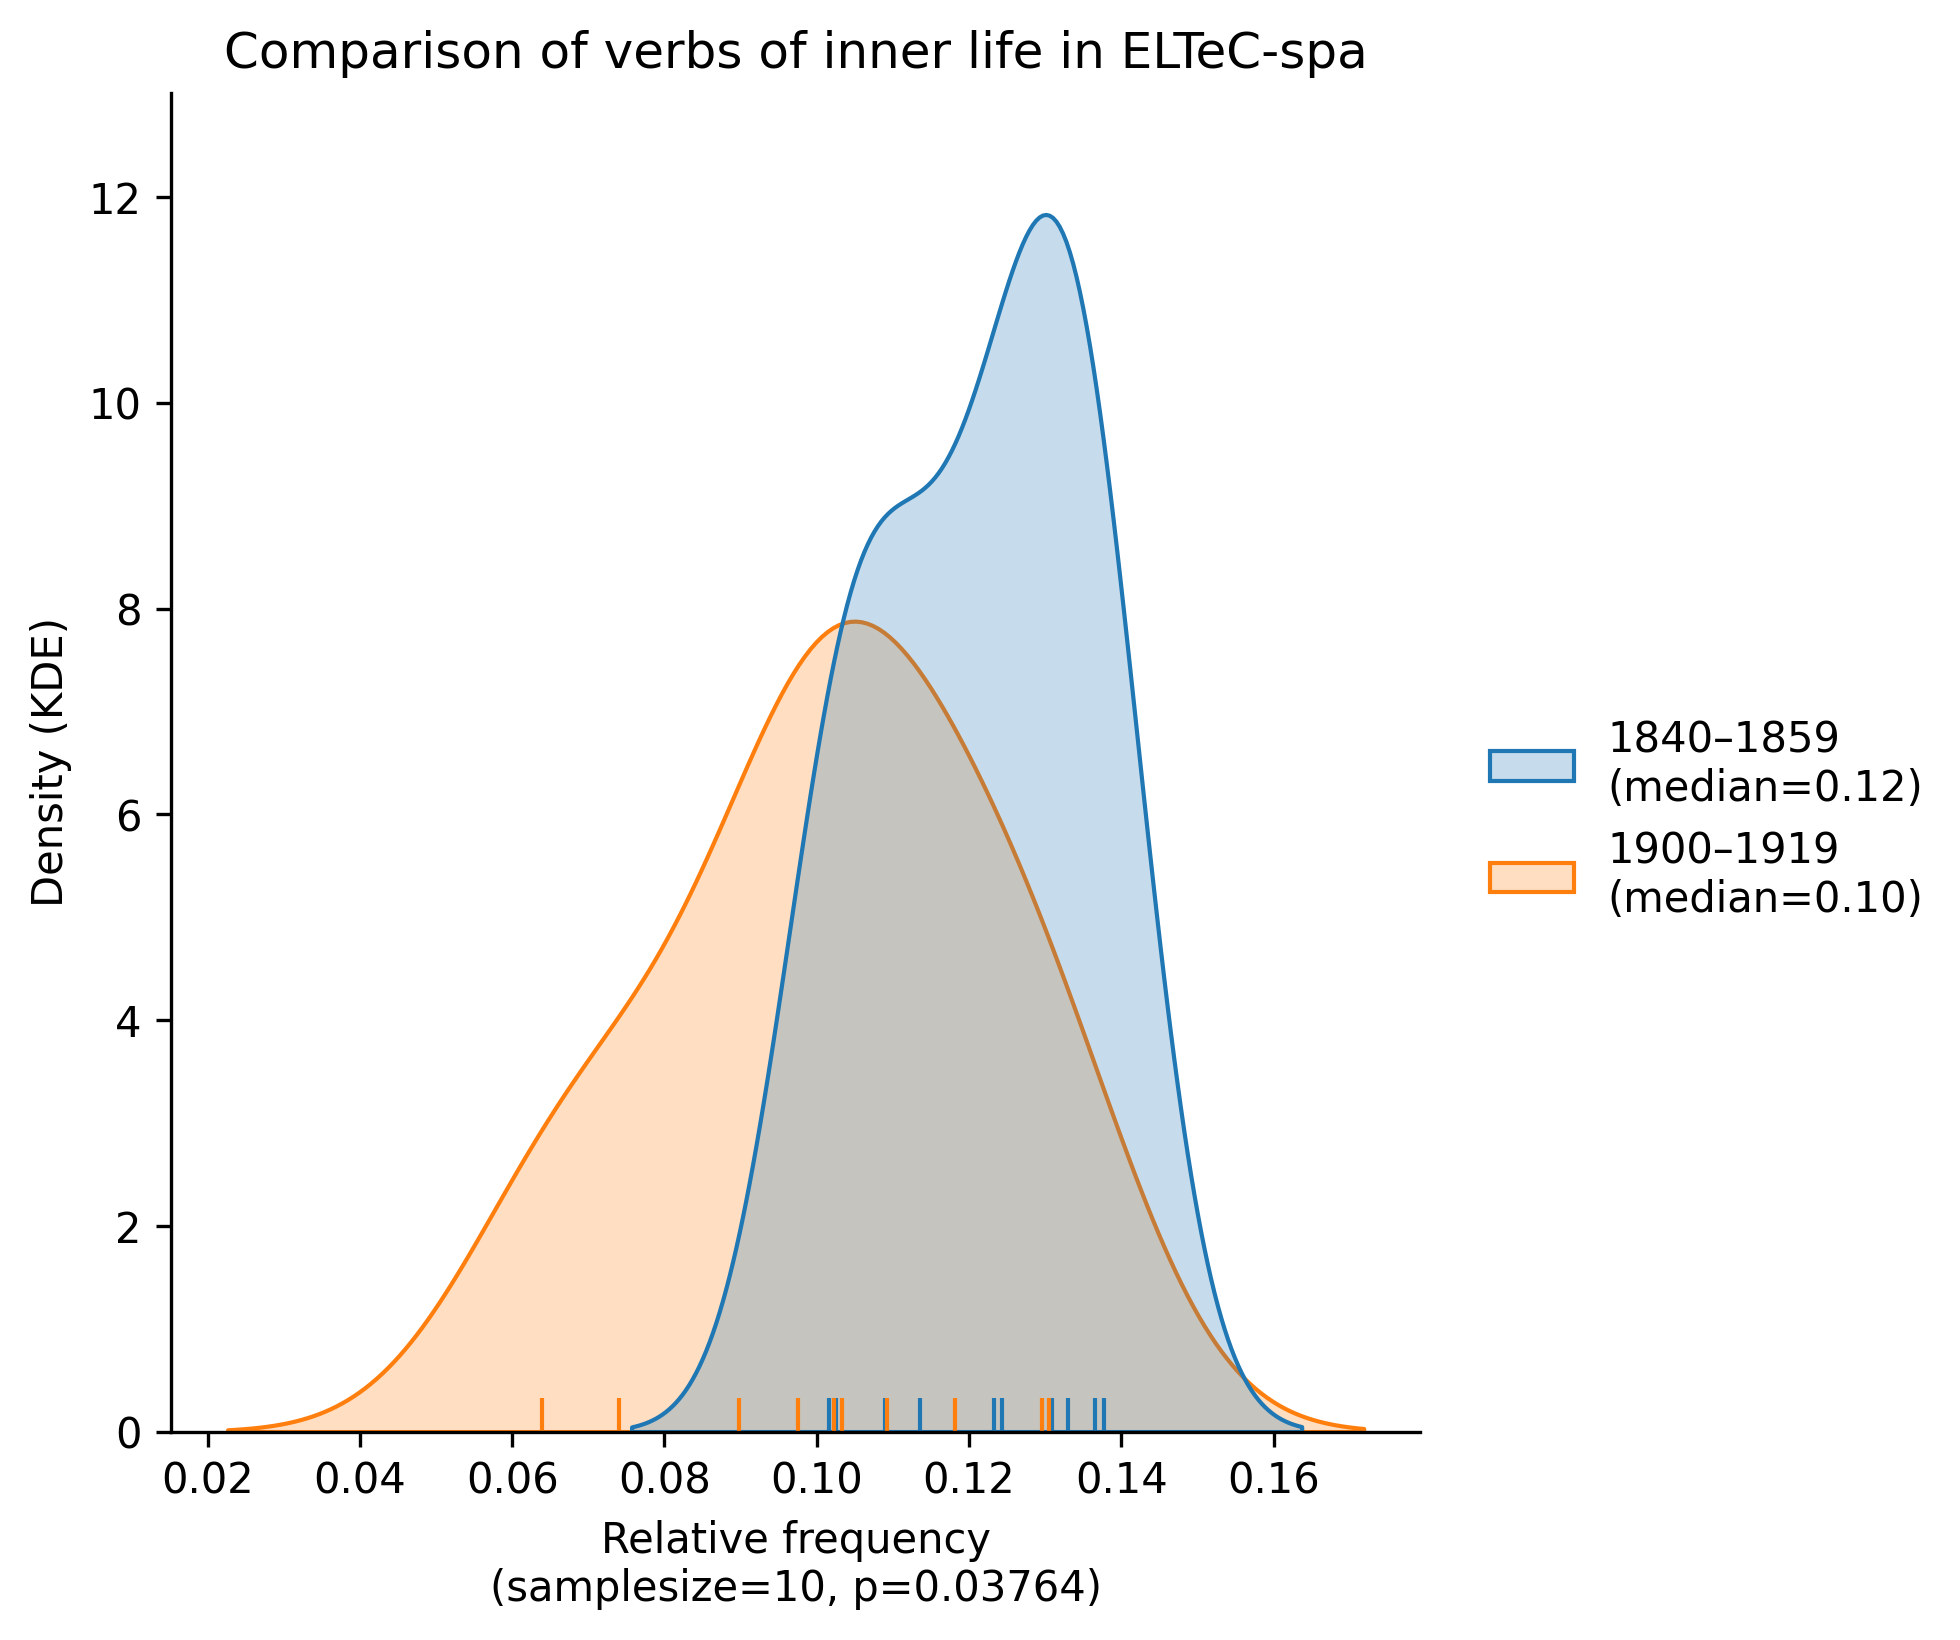 Comparison of verbs of inner life in ELTeC-spa
Density (KDE)
12
10
8
6
4
2
0
0.02 0.04 0.06 0.08 0.10 0.12 0.14 0.16
Relative frequency
(samplesize=10, p=0.03764)
1840–1859
(median=0.12)
1900–1919
(median=0.10)